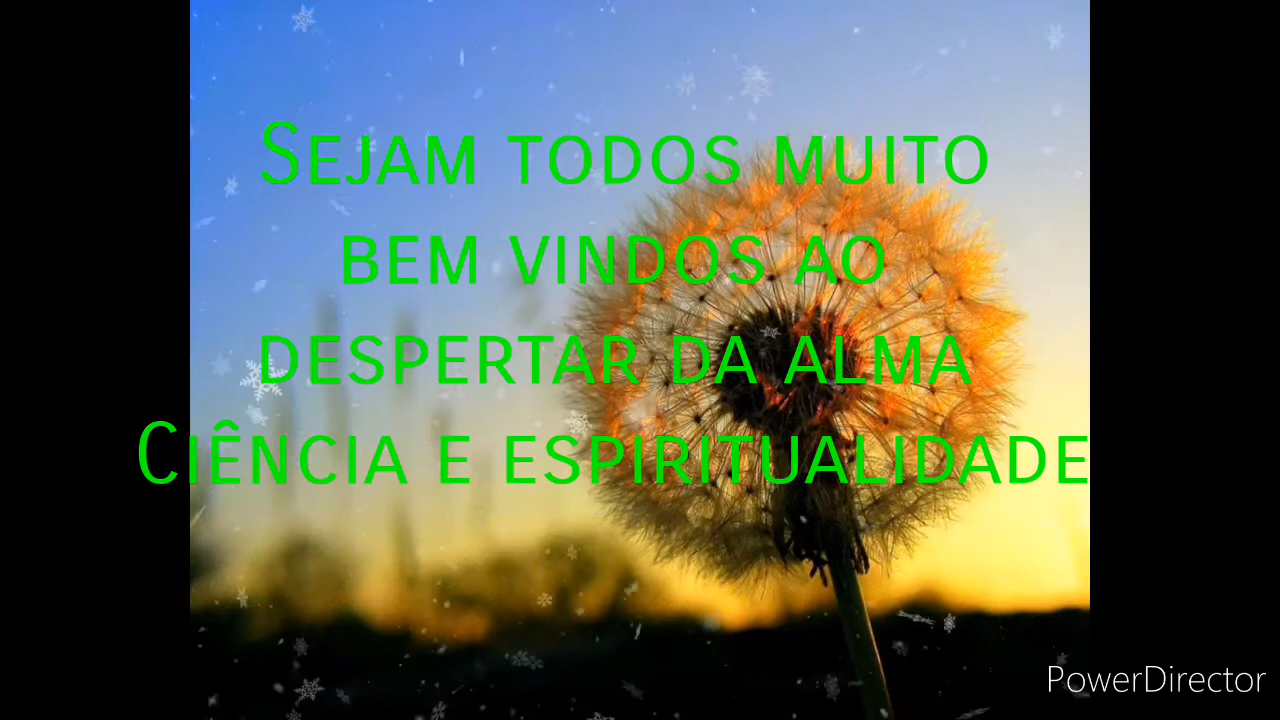 Sejam todos muito
bem vindos ao
despertar da alma
Ciência e espiritualidade
PowerDirector